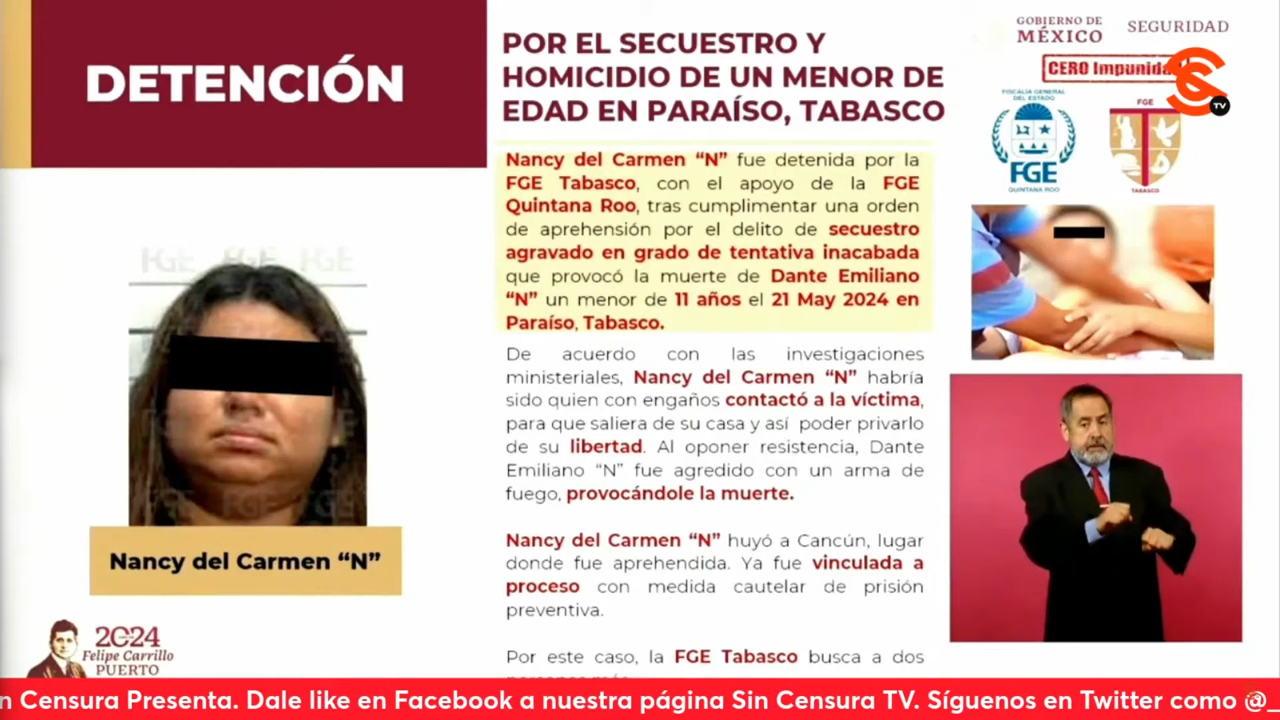 DETENCIÓN
POR EL SECUESTRO Y
HOMICIDIO DE UN MENOR DE
EDAD EN PARAÍSO, TABASCO
GOBIERNO DE
MÉXICO
SEGURIDAD
CERO Impunida
TV
FISCALÍA GENERAL
DEL ESTADO
FGE
QUINTANA ROO
FGE
TABASCO
Nancy del Carmen “N” fue detenida por la
FGE Tabasco, con el apoyo de la FGE
Quintana Roo, tras cumplimentar una orden
de aprehensión por el delito de secuestro
agravado en grado de tentativa inacabada
que provocó la muerte de Dante Emiliano
“N” un menor de 11 años el 21 May 2024 en
Paraíso, Tabasco.
De acuerdo con las investigaciones
ministeriales, Nancy del Carmen “N” habría
sido quien con engaños contactó a la víctima,
para que saliera de su casa y así poder privarlo
de su libertad. Al oponer resistencia, Dante
Emiliano “N” fue agredido con un arma de
fuego, provocándole la muerte.
Nancy del Carmen “N” huyó a Cancún, lugar
donde fue aprehendida. Ya fue vinculada a
proceso con medida cautelar de prisión
preventiva.
Por este caso, la FGE Tabasco busca a dos
FGE FGE FGE
Nancy del Carmen “N”
2024
Felipe Carrillo
PUERTO
n Censura Presenta. Dale like en Facebook a nuestra página Sin Censura TV. Síguenos en Twitter como @_